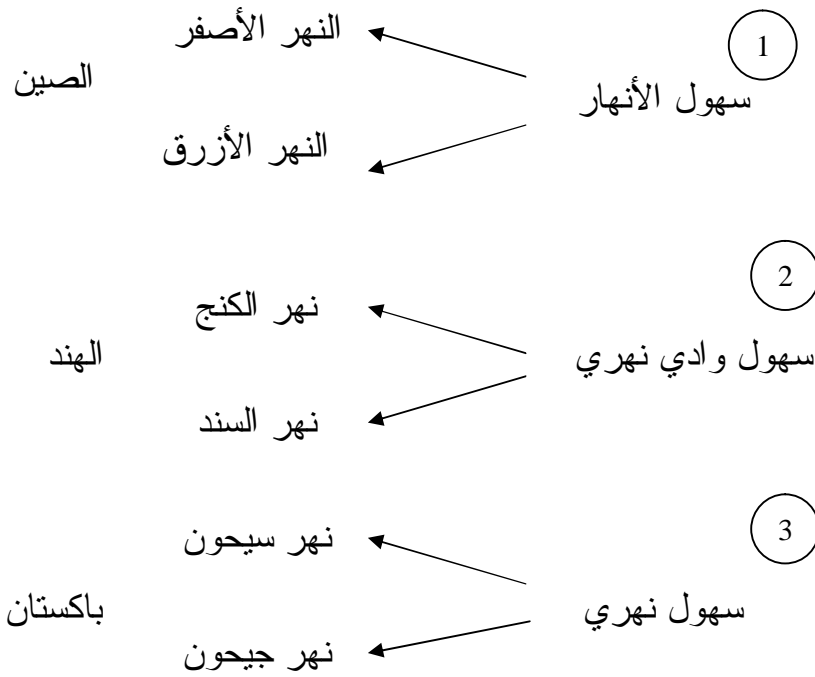 1
سهول الأنهار
النهر الأصفر
النهر الأزرق
الصين
2
سهول وادي نهري
نهر الكنج
نهر السند
الهند
3
سهول نهري
نهر سيحون
نهر جيحون
باكستان